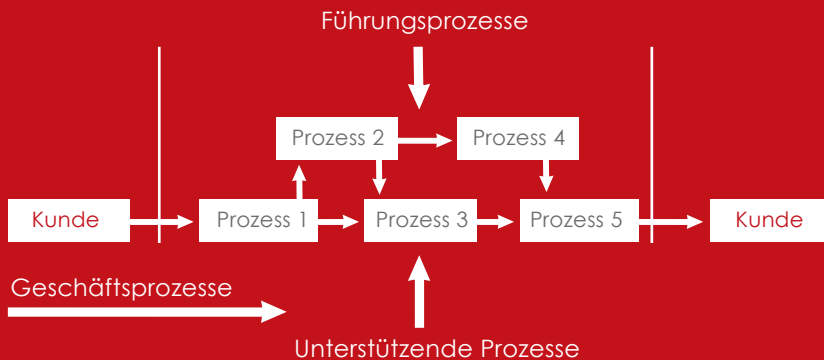 Führungsprozesse
Prozess 2
Prozess 4
Kunde
Prozess 1
Prozess 3
Prozess 5
Kunde
Geschäftsprozesse
Unterstützende Prozesse